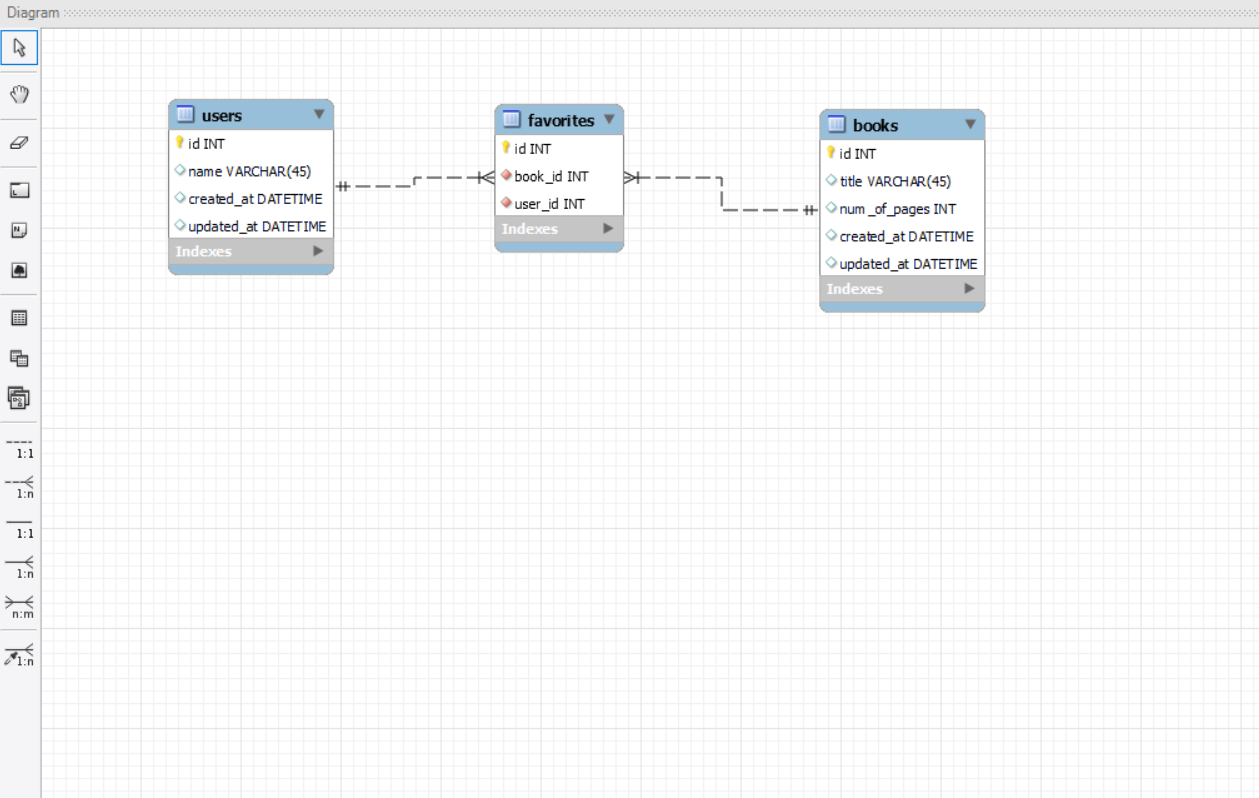 Diagram
users
id INT
name VARCHAR(45)
created_at DATETIME
updated_at DATETIME
Indexes
favorites
id INT
book_id INT
user_id INT
Indexes
books
id INT
title VARCHAR(45)
num_of_pages INT
created_at DATETIME
updated_at DATETIME
Indexes
1:1
1:n
1:1
1:n
n:m
1:n